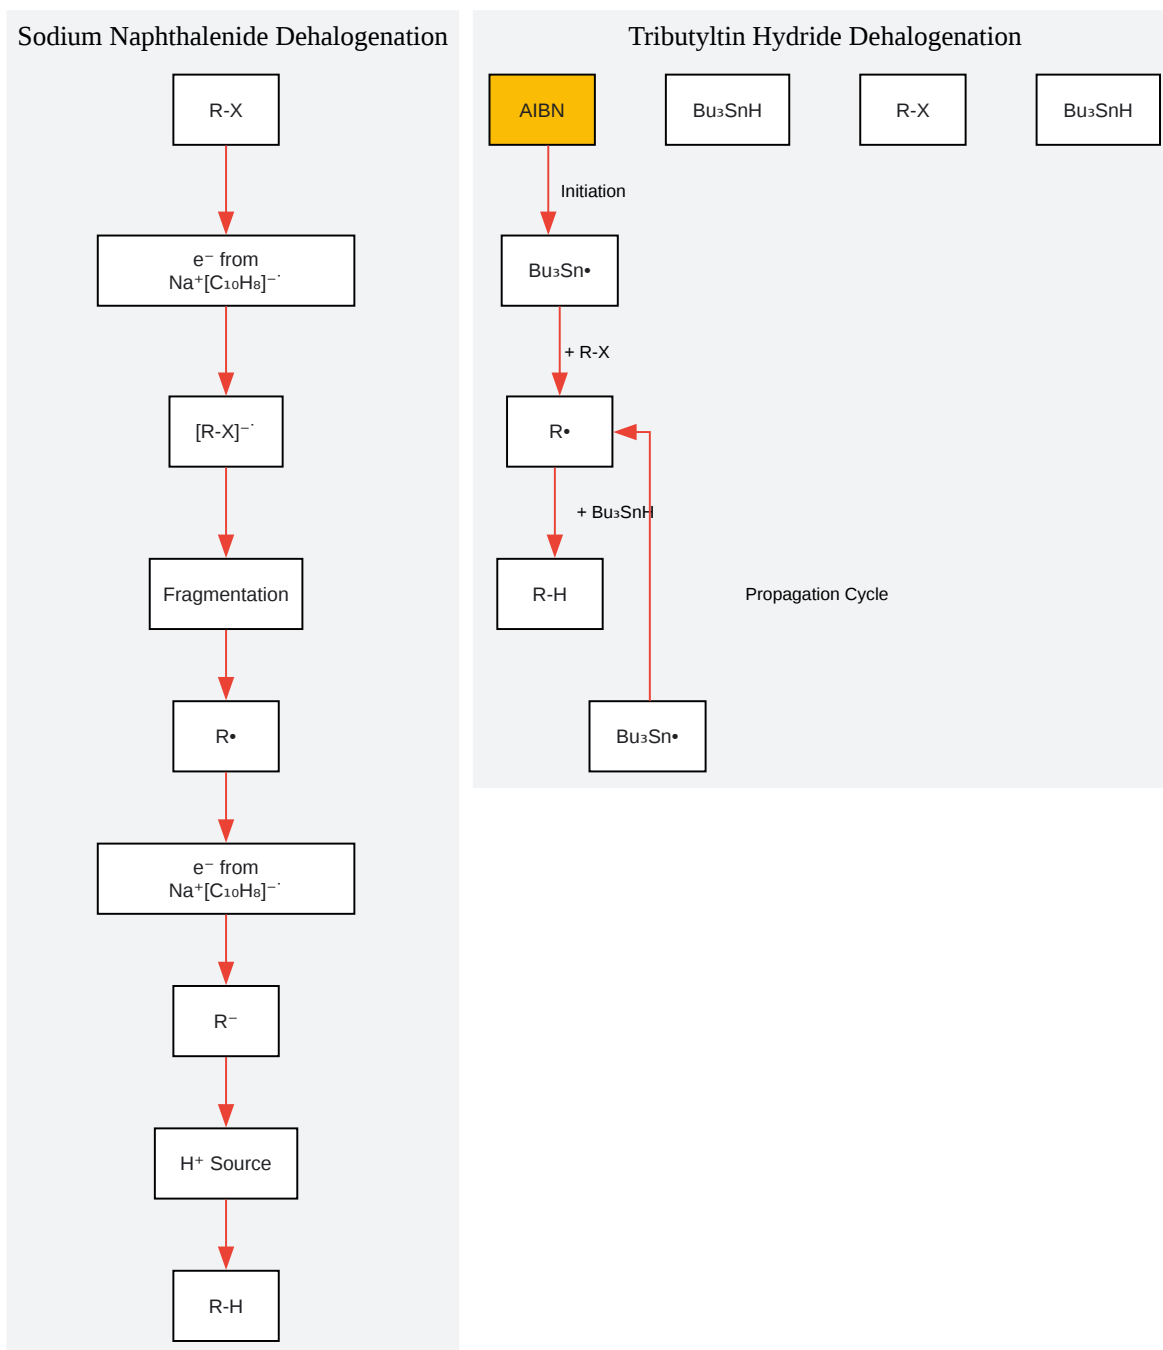 Sodium Naphthalenide Dehalogenation
R-X
e⁻ from
Na⁺[C₁₀H₈]⁻˙
[R-X]⁻˙
Fragmentation
R•
e⁻ from
Na⁺[C₁₀H₈]⁻˙
R⁻
H⁺ Source
R-H
Tributyltin Hydride Dehalogenation
AIBN
Bu₃SnH
R-X
Bu₃SnH
Initiation
Bu₃Sn•
+ R-X
R•
+ Bu₃SnH
R-H
Propagation Cycle
Bu₃Sn•